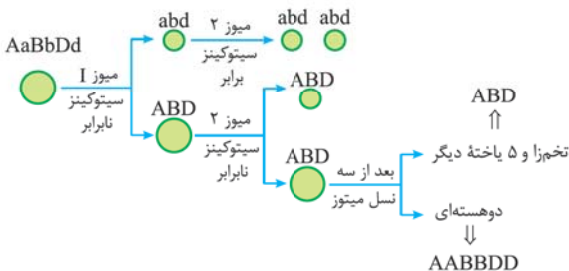 AaBbDd
میوز I
سیتوکینز
نابرابر
abd
میوز ۲
سیتوکینز
برابر
abd abd
ABD
میوز ۲
سیتوکینز
نابرابر
ABD
ABD
بعد از سه
نسل میتوز
ABD
⇑
تخم‌زا و ۵ یاختهٔ دیگر
دوهسته‌ای
⇓
AABBDD